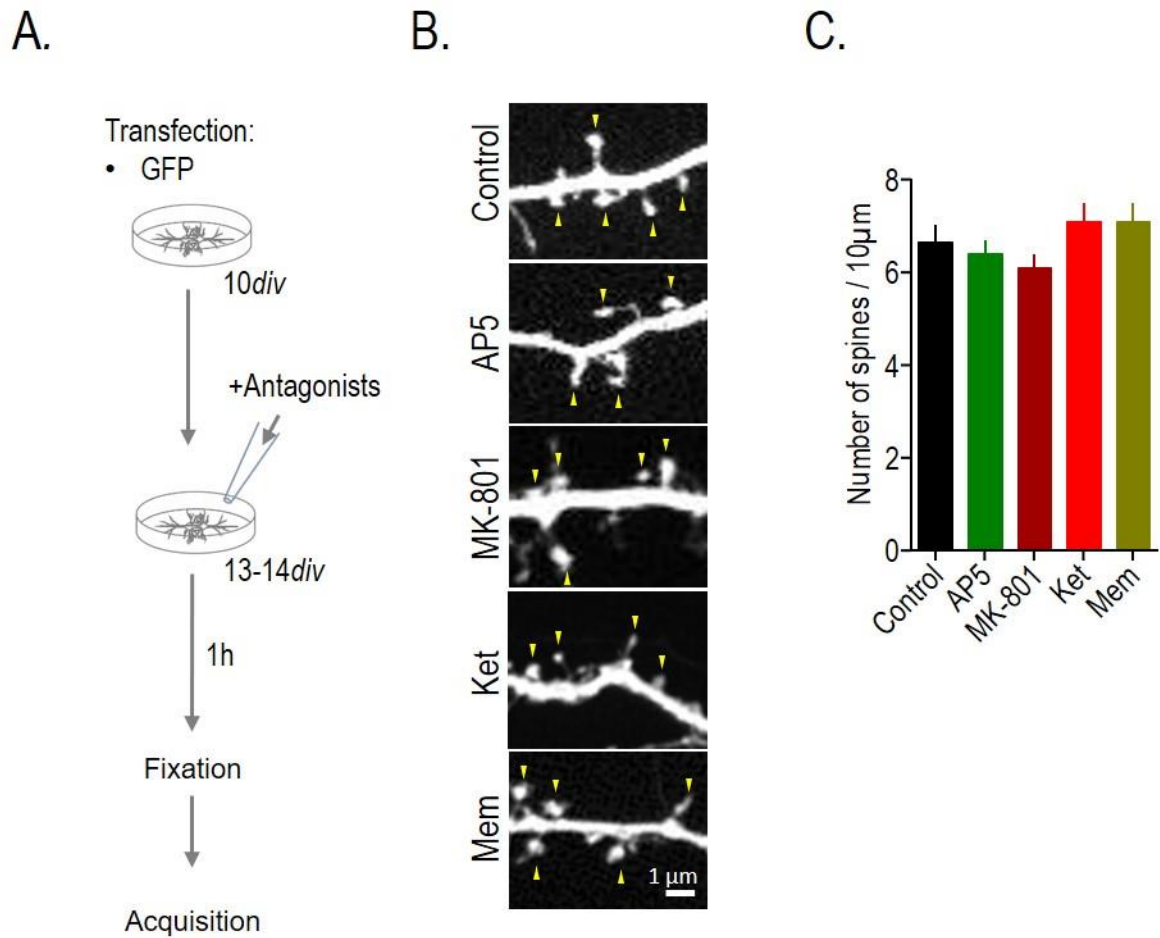 A.
Transfection:
• GFP
10div
+Antagonists
13-14div
1h
Fixation
Acquisition
B.
Control
AP5
MK-801
Ket
Mem
1 µm
C.
Number of spines / 10µm
8
6
4
2
0
Control
AP5
MK-801
Ket
Mem